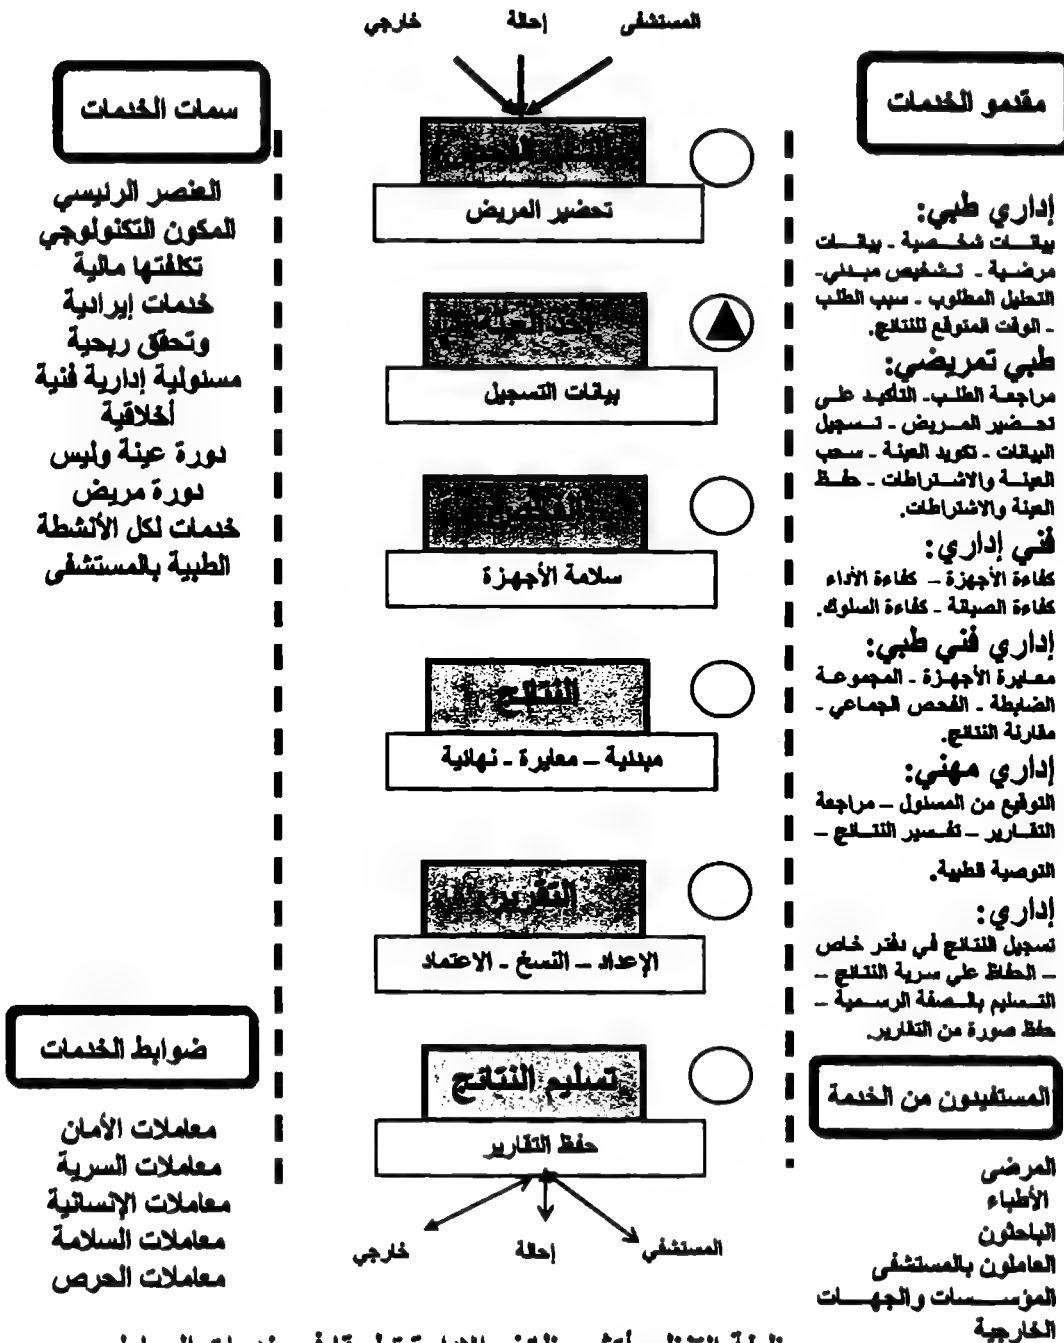 المستشفى إحالة خارجي
مقدمو الخدمات
إداري طبي:
بيانات شخصية - بيانات
مرضية - تشخيص مبدئي-
التحليل المطلوب - سبب الطلب
- الوقت المتوقع للنتائج.
طبي تمريضي:
مراجعة الطلب- التأكيد على
تحضير المريض - تسجيل
البيانات - تكويد العينة - سحب
العينة والاشتراطات - حفظ
العينة والاشتراطات.
فني إداري:
كفاءة الأجهزة – كفاءة الأداء
كفاءة الصيانة - كفاءة السلوك.
إداري فني طبي:
معايرة الأجهزة - المجموعة
الضابطة - الفحص الجماعي -
مقارنة النتائج.
إداري مهني:
التوقيع من المسئول – مراجعة
التقارير – تفسير النتائج –
التوصية الطبية.
إداري:
تسجيل النتائج في دفتر خاص
– الحفاظ علي سرية النتائج –
التسليم بالصفة الرسمية –
حفظ صورة من التقارير.
المستفيدون من الخدمة
المرضى
الأطباء
الباحثون
العاملون بالمستشفى
المؤسسات والجهات
الخارجية
تحضير المريض
أخذ العينة
بيانات التسجيل
الفحص
سلامة الأجهزة
النتائج
مبدئية – معايرة - نهائية
التقرير
الإعداد – النسخ - الاعتماد
تسليم النتائج
حفظ التقارير
المستشفي إحالة خارجي
سمات الخدمات
العنصر الرئيسي
المكون التكنولوجي
تكلفتها مالية
خدمات إيرادية
وتحقق ربحية
مسئولية إدارية فنية
أخلاقية
دورة عينة وليس
دورة مريض
خدمات لكل الأنشطة
الطبية بالمستشفى
ضوابط الخدمات
معاملات الأمان
معاملات السرية
معاملات الإنسانية
معاملات السلامة
معاملات الحرص